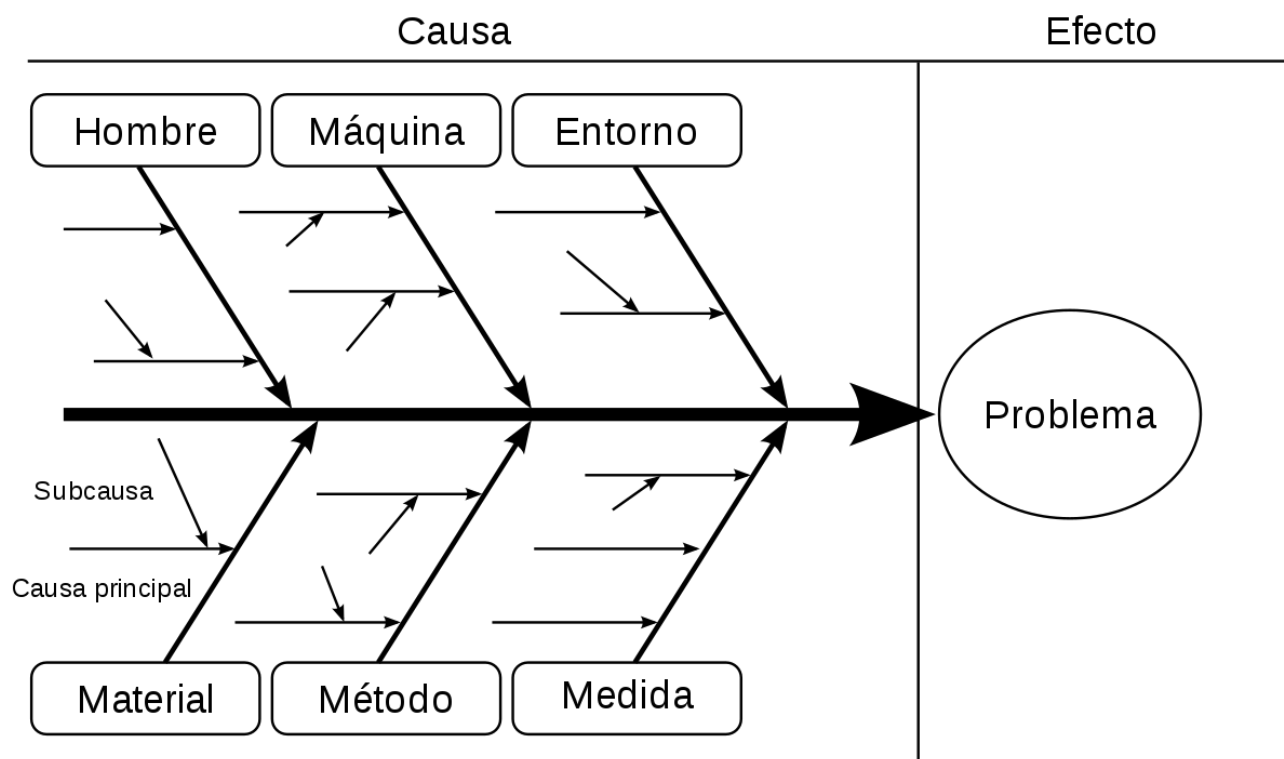 Causa
Efecto
Hombre
Máquina
Entorno
Problema
Subcausa
Causa principal
Material
Método
Medida